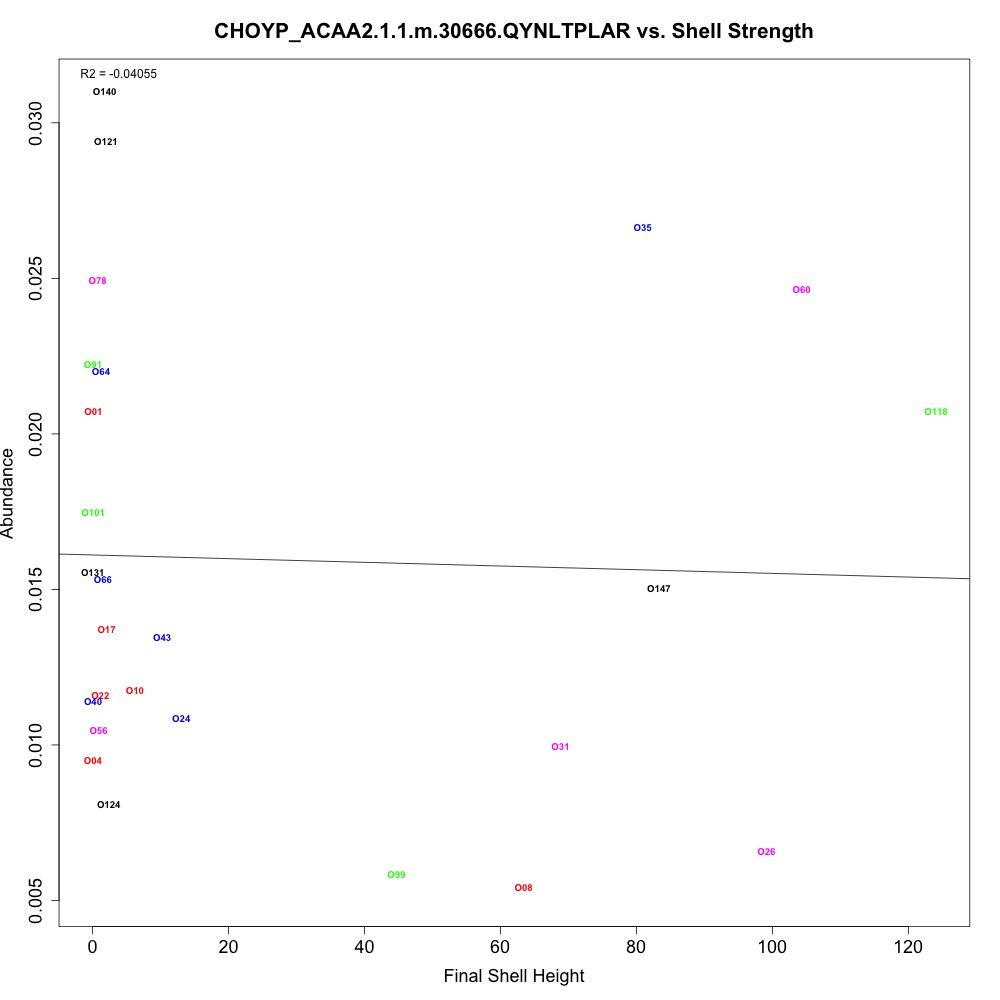 CHOYP_ACAA2.1.1.m.30666.QYNLTPLAR vs. Shell Strength
R2 = -0.04055
O140
O121
O35
O78
O60
O91
O64
O01
O118
O101
O131
O66
O147
O17
O43
O10
O22
O40
O24
O56
O31
O04
O124
O26
O99
O08
0.030
0.025
0.020
0.015
0.010
0.005
Abundance
0 20 40 60 80 100 120
Final Shell Height